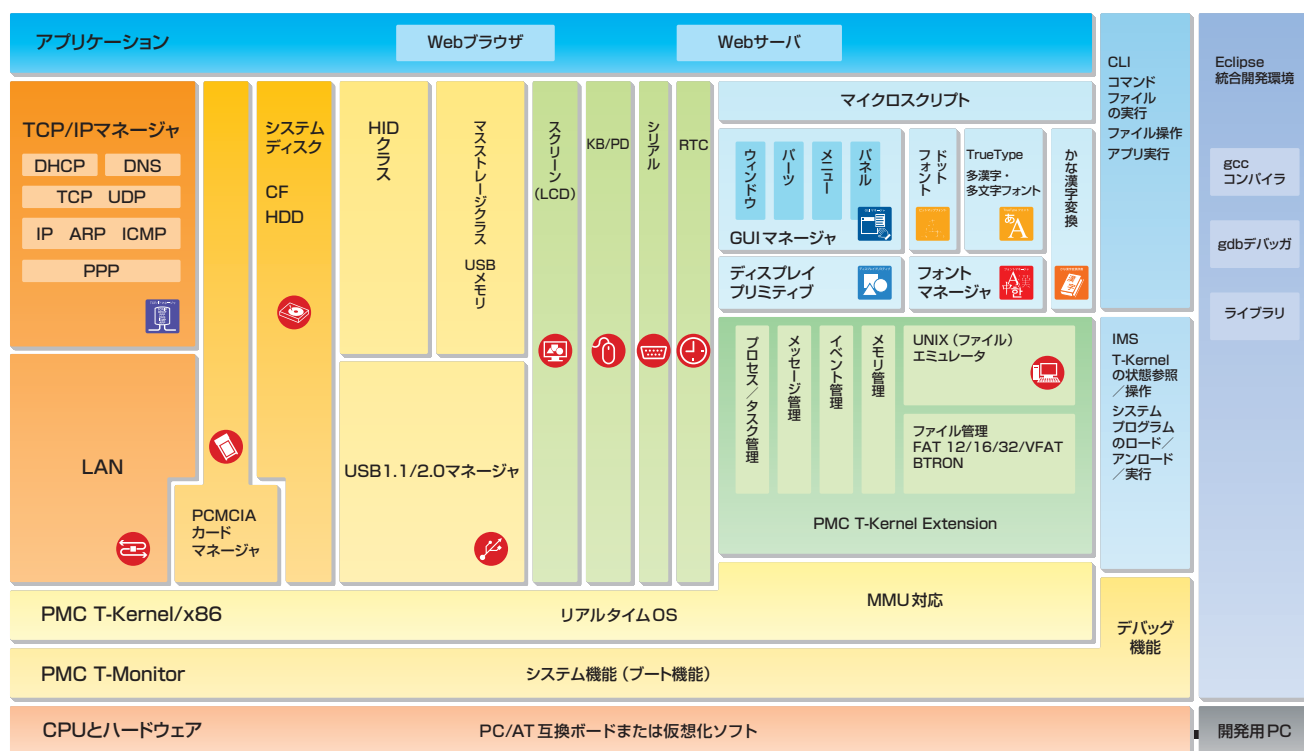 アプリケーション
Webブラウザ
Webサーバ
TCP/IPマネージャ
DHCP
DNS
TCP UDP
IP ARP ICMP
PPP
LAN
PCMCIA
カード
マネージャ
システム
ディスク
CF
HDD
HID
クラス
マスストレージクラス
USB
メモリ
USB1.1/2.0マネージャ
スクリーン
(LCD)
KB/PD
シリアル
RTC
マイクロスクリプト
ウィンドウ
パーツ
メニュー
パネル
GUIマネージャ
ドット
フォント
TrueType
多漢字・
多文字フォント
かな漢字変換
ディスプレイ
プリミティブ
フォント
マネージャ
プロセス／タスク管理
メッセージ管理
イベント管理
メモリ管理
UNIX（ファイル）
エミュレータ
ファイル管理
FAT 12/16/32/VFAT
BTRON
PMC T-Kernel Extension
CLI
コマンド
ファイル
の実行
ファイル操作
アプリ実行
IMS
T-Kernel
の状態参照
／操作
システム
プログラム
のロード／
アンロード
／実行
Eclipse
統合開発環境
gcc
コンパイラ
gdbデバッガ
ライブラリ
PMC T-Kernel/x86
リアルタイムOS
MMU対応
デバッグ
機能
PMC T-Monitor
システム機能（ブート機能）
CPUとハードウェア
PC/AT互換ボードまたは仮想化ソフト
開発用PC